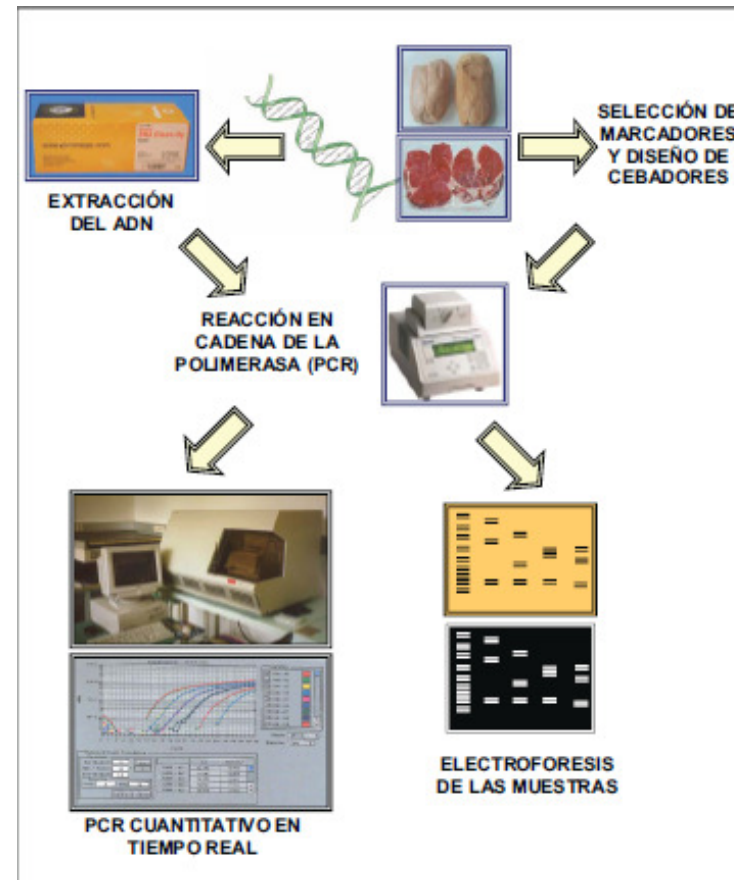 SELECCIÓN DE
MARCADORES
Y DISEÑO DE
CEBADORES
EXTRACCIÓN
DEL ADN
REACCIÓN EN
CADENA DE LA
POLIMERASA (PCR)
ELECTROFORESIS
DE LAS MUESTRAS
PCR CUANTITATIVO EN
TIEMPO REAL